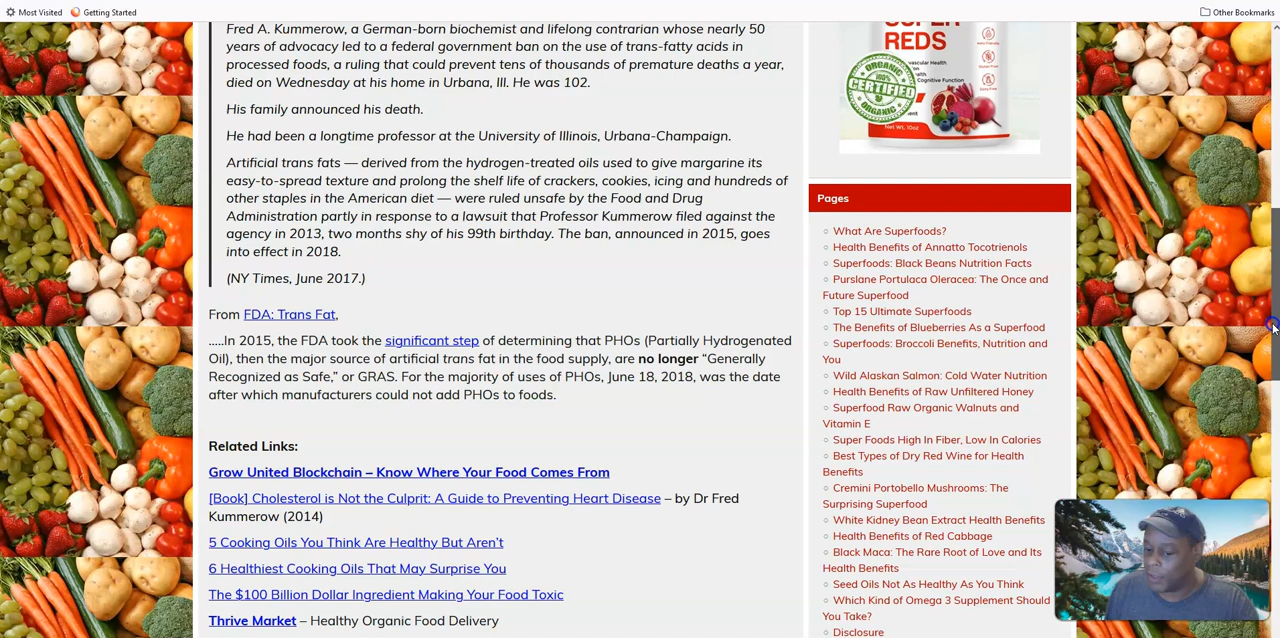 Most Visited
Getting Started
Other Bookmarks
Fred A. Kummerow, a German-born biochemist and lifelong contrarian whose nearly 50
years of advocacy led to a federal government ban on the use of trans-fatty acids in
processed foods, a ruling that could prevent tens of thousands of premature deaths a year,
died on Wednesday at his home in Urbana, Ill. He was 102.
His family announced his death.
He had been a longtime professor at the University of Illinois, Urbana-Champaign.
Artificial trans fats — derived from the hydrogen-treated oils used to give margarine its
easy-to-spread texture and prolong the shelf life of crackers, cookies, icing and hundreds of
other staples in the American diet — were ruled unsafe by the Food and Drug
Administration partly in response to a lawsuit that Professor Kummerow filed against the
agency in 2013, two months shy of his 99th birthday. The ban, announced in 2015, goes
into effect in 2018.
(NY Times, June 2017.)
From FDA: Trans Fat,
.....In 2015, the FDA took the significant step of determining that PHOs (Partially Hydrogenated
Oil), then the major source of artificial trans fat in the food supply, are no longer “Generally
Recognized as Safe,” or GRAS. For the majority of uses of PHOs, June 18, 2018, was the date
after which manufacturers could not add PHOs to foods.
Related Links:
Grow United Blockchain – Know Where Your Food Comes From
[Book] Cholesterol is Not the Culprit: A Guide to Preventing Heart Disease – by Dr Fred
Kummerow (2014)
5 Cooking Oils You Think Are Healthy But Aren’t
6 Healthiest Cooking Oils That May Surprise You
The $100 Billion Dollar Ingredient Making Your Food Toxic
Thrive Market – Healthy Organic Food Delivery
REDS
ORGANIC
100%
CERTIFIED
Cognitive Function
Net Wt. 10oz
Pages
What Are Superfoods?
Health Benefits of Annatto Tocotrienols
Superfoods: Black Beans Nutrition Facts
Purslane Portulaca Oleracea: The Once and
Future Superfood
Top 15 Ultimate Superfoods
The Benefits of Blueberries As a Superfood
Superfoods: Broccoli Benefits, Nutrition and
You
Wild Alaskan Salmon: Cold Water Nutrition
Health Benefits of Raw Unfiltered Honey
Superfood Raw Organic Walnuts and
Vitamin E
Super Foods High In Fiber, Low In Calories
Best Types of Dry Red Wine for Health
Benefits
Cremini Portobello Mushrooms: The
Surprising Superfood
White Kidney Bean Extract Health Benefits
Health Benefits of Red Cabbage
Black Maca: The Rare Root of Love and Its
Health Benefits
Seed Oils Not As Healthy As You Think
Which Kind of Omega 3 Supplement Should
You Take?
Disclosure